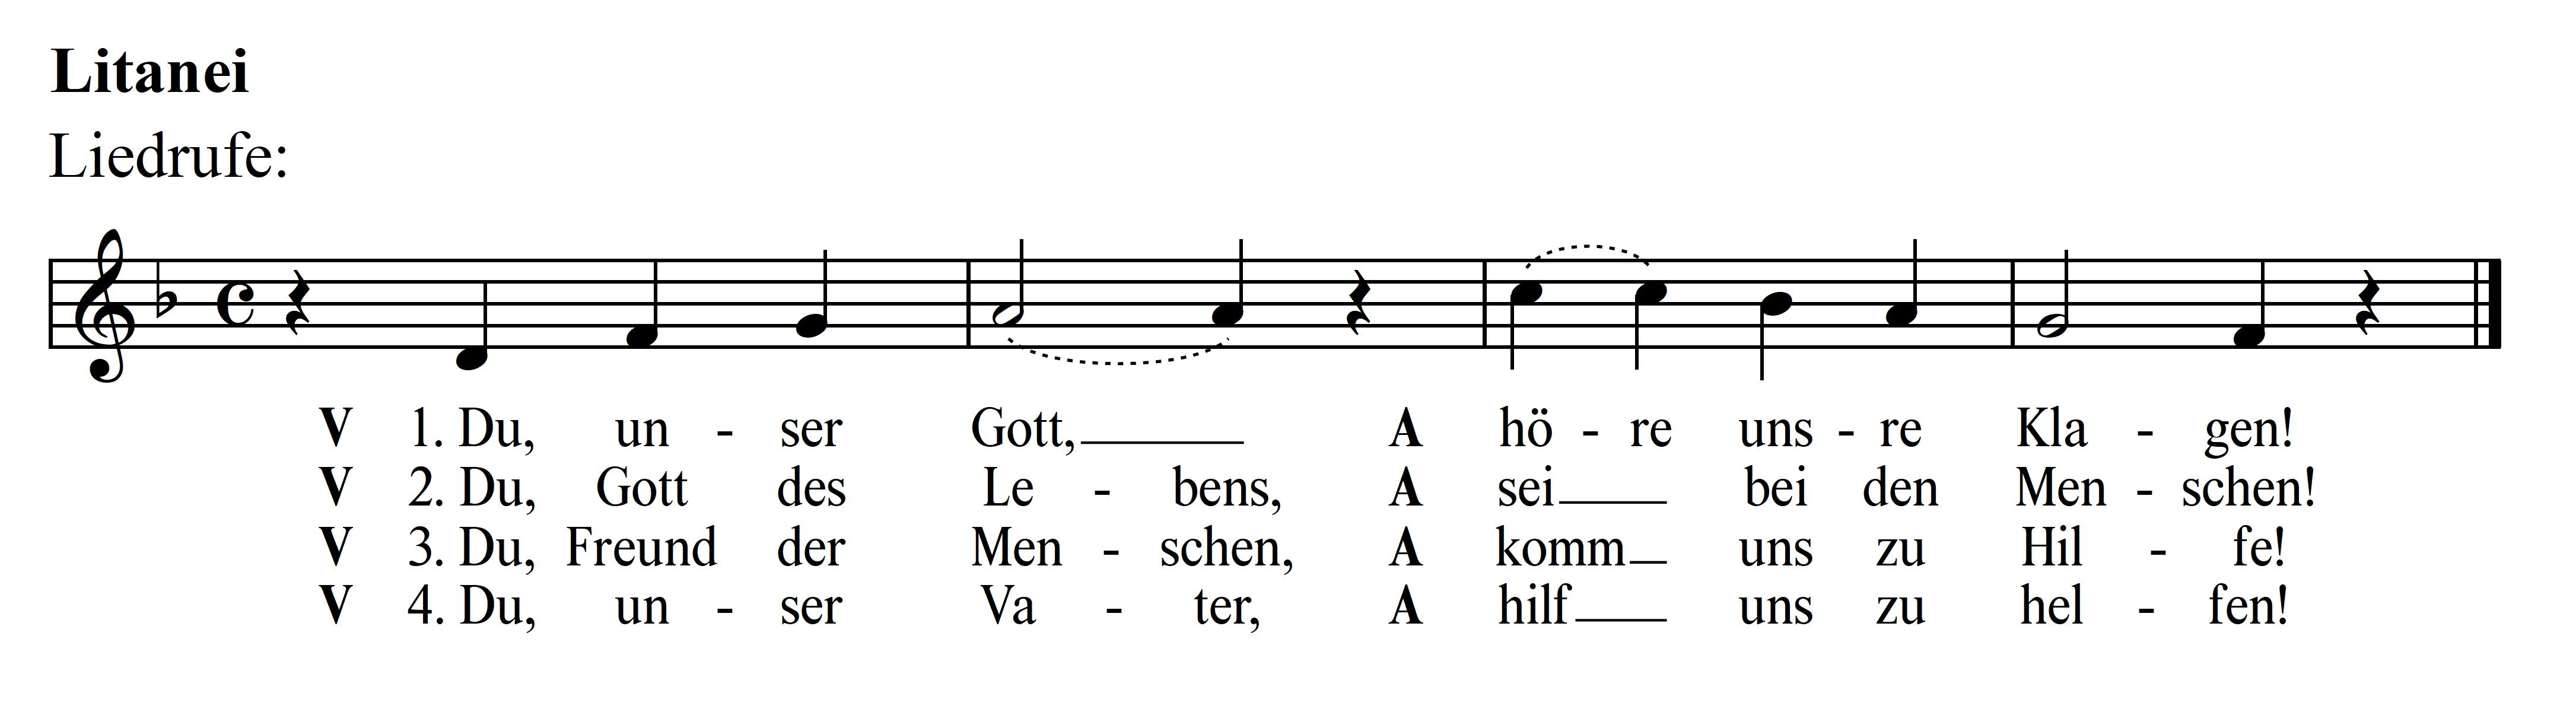 Litanei
Liedrufe:
V 1. Du, un - ser Gott, A hö - re uns - re Kla - gen!
V 2. Du, Gott des Le - bens, A sei bei den Men - schen!
V 3. Du, Freund der Men - schen, A komm uns zu Hil - fe!
V 4. Du, un - ser Va - ter, A hilf uns zu hel - fen!